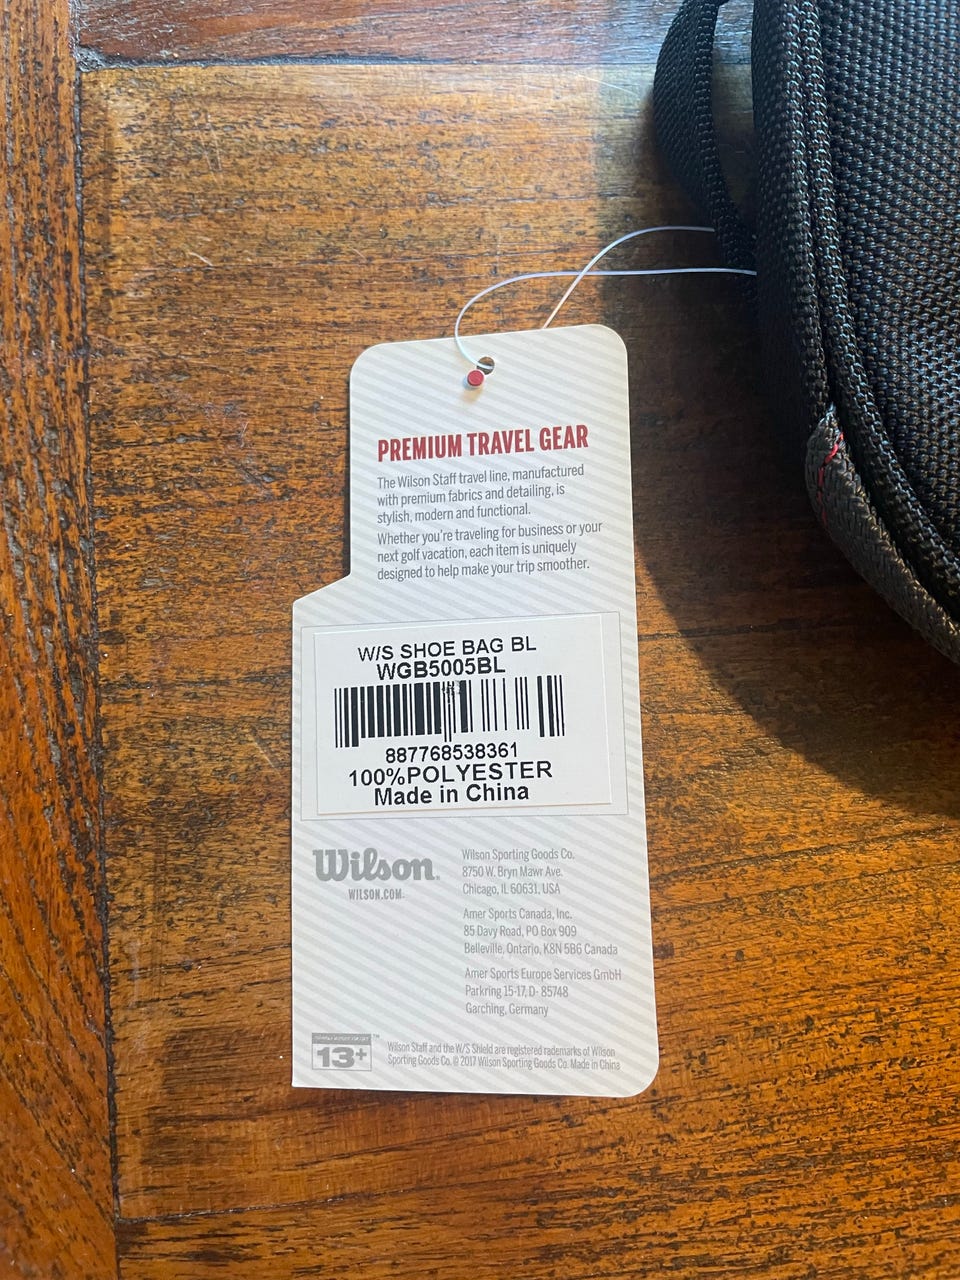 PREMIUM TRAVEL GEAR
The Wilson Staff travel line, manufactured
with premium fabrics and detailing, is
stylish, modern and functional.
Whether you're traveling for business or your
next golf vacation, each item is uniquely
designed to help make your trip smoother.
W/S SHOE BAG BL
WGB5005BL
887768538361
100%POLYESTER
Made in China
Wilson.
WILSON.COM
Wilson Sporting Goods Co.
8750 W. Bryn Mawr Ave.
Chicago, IL 60631, USA
Amer Sports Canada, Inc.
85 Davy Road, PO Box 909
Belleville, Ontario, K8N 5B6 Canada
Amer Sports Europe Services GmbH
Parkring 15-17, D- 85748
Garching, Germany
13+
Wilson Staff and the W/S Shield are registered trademarks of Wilson
Sporting Goods Co. © 2017 Wilson Sporting Goods Co. Made in China